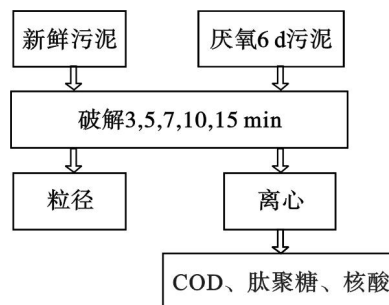 新鲜污泥
厌氧6 d污泥
破解3,5,7,10,15 min
粒径
离心
COD、肽聚糖、核酸